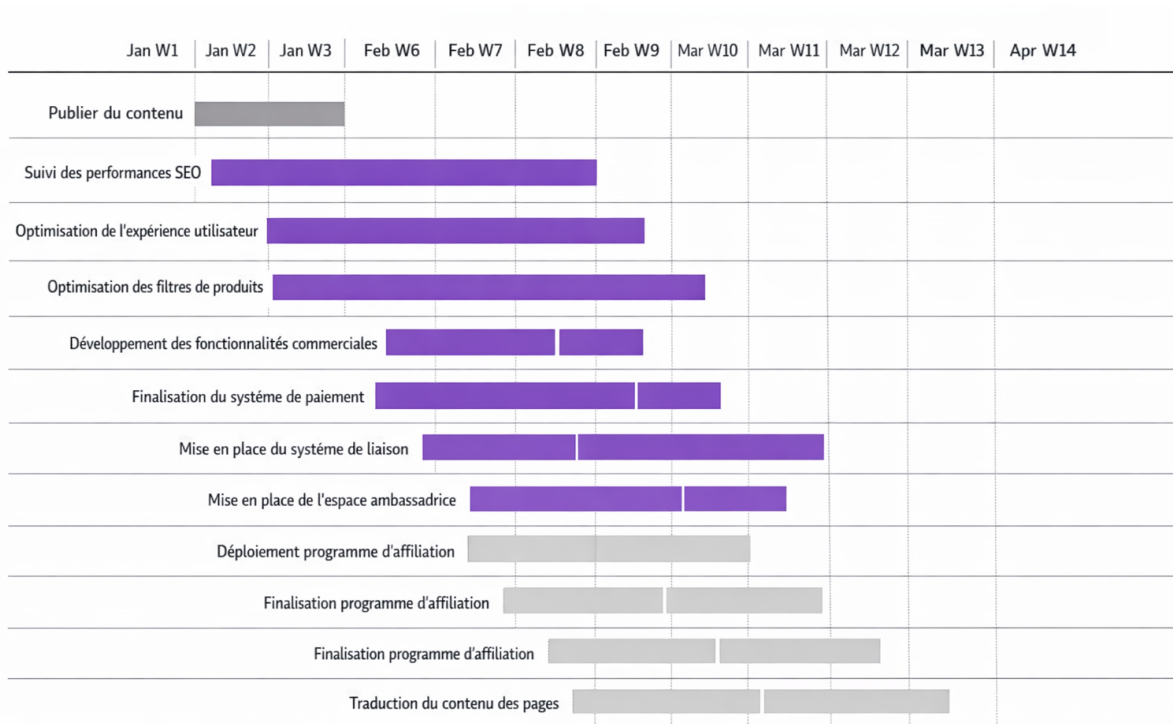 Jan W1 Jan W2 Jan W3 Feb W6 Feb W7 Feb W8 Feb W9 Mar W10 Mar W11 Mar W12 Mar W13 Apr W14
Publier du contenu
Suivi des performances SEO
Optimisation de l'expérience utilisateur
Optimisation des filtres de produits
Développement des fonctionnalités commerciales
Finalisation du systéme de paiement
Mise en place du systéme de liaison
Mise en place de l'espace ambassadrice
Déploiement programme d'affiliation
Finalisation programme d'affiliation
Finalisation programme d'affiliation
Traduction du contenu des pages